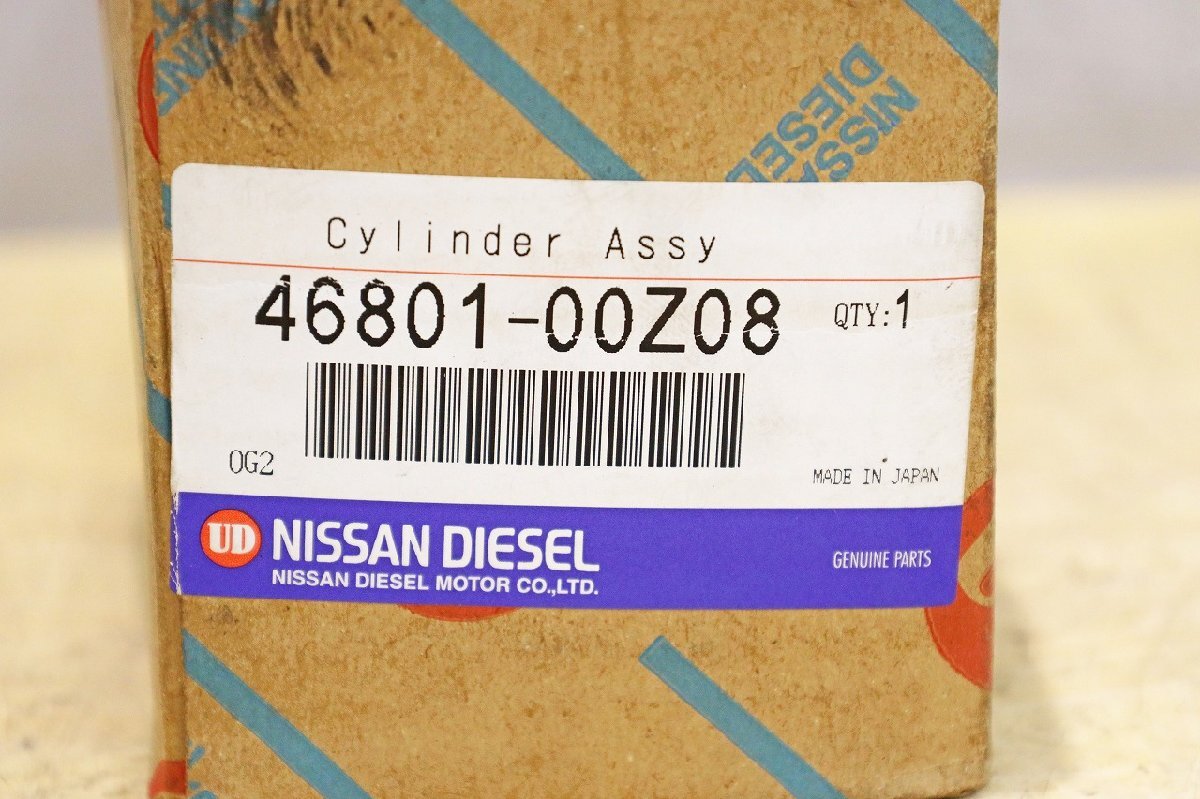 NISSAN
DIESEL
Cylinder Assy
46801-00Z08 QTY:1
0G2
MADE IN JAPAN
UD NISSAN DIESEL
NISSAN DIESEL MOTOR CO.,LTD.
GENUINE PARTS